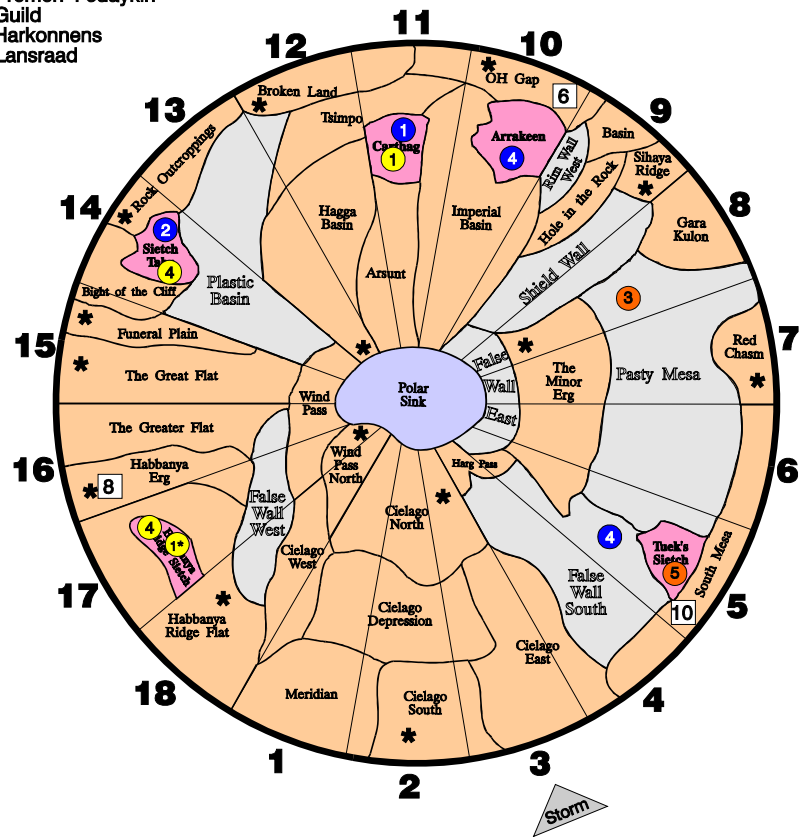 Guild
Harkonnens
Lansraad
11
12
10
*
OH Gap
6
Broken Land
*
13
9
Tsimpo
1
Carthag
1
Arrakeen
4
Basin
Rim Wall
West
Sihaya
Ridge
*
Rock Outcroppings
*
Hole in the Rock
14
8
2
Sietch
4
Hagga
Basin
Imperial
Basin
Gara
Kulon
Shield Wall
Arsunt
Plastic
Basin
Bight of the Cliff
*
3
Funeral Plain
15
7
*
The Great Flat
*
*
False
Wall
East
The
Minor
Erg
Pasty Mesa
Red
Chasm
*
Polar
Sink
Wind
Pass
The Greater Flat
*
Wind
Pass
North
16
6
Habbanya
Erg
*
8
Harg Pass
False
Wall
West
*
Cielago
North
4
1*
Sietch
4
Tuek's
Sietch
5
South Mesa
Cielago
West
10
17
5
*
Habbanya
Ridge Flat
False
Wall
South
Cielago
Depression
Cielago
East
18
4
Meridian
Cielago
South
*
1
2
3
Storm